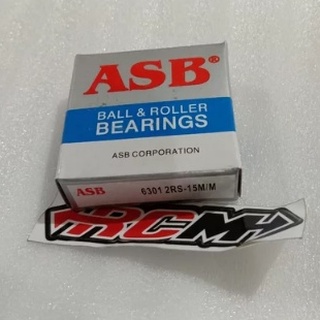 ASB®
BALL & ROLLER
BEARINGS
ASB CORPORATION
ASB 6301 2RS-15M/M
RCM